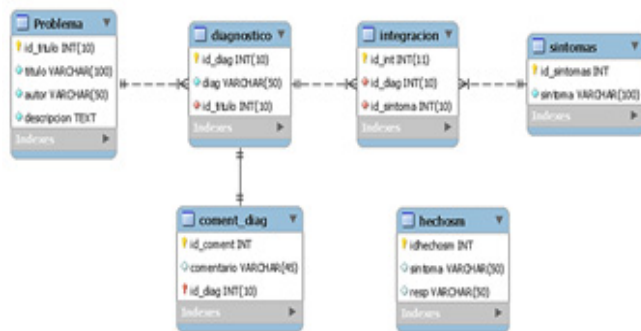 Problema
id_titulo INT(10)
titulo VARCHAR(100)
autor VARCHAR(50)
descripcion TEXT
Indexes
diagnostico
id_diag INT(10)
diag VARCHAR(50)
id_titulo INT(10)
Indexes
integracion
id_int INT(11)
id_diag INT(10)
id_sintoma INT(10)
Indexes
sintomas
id_sintomas INT
sintoma VARCHAR(100)
Indexes
coment_diag
id_coment INT
comentario VARCHAR(45)
id_diag INT(10)
Indexes
hechosm
idhechosm INT
sintoma VARCHAR(50)
resp VARCHAR(50)
Indexes